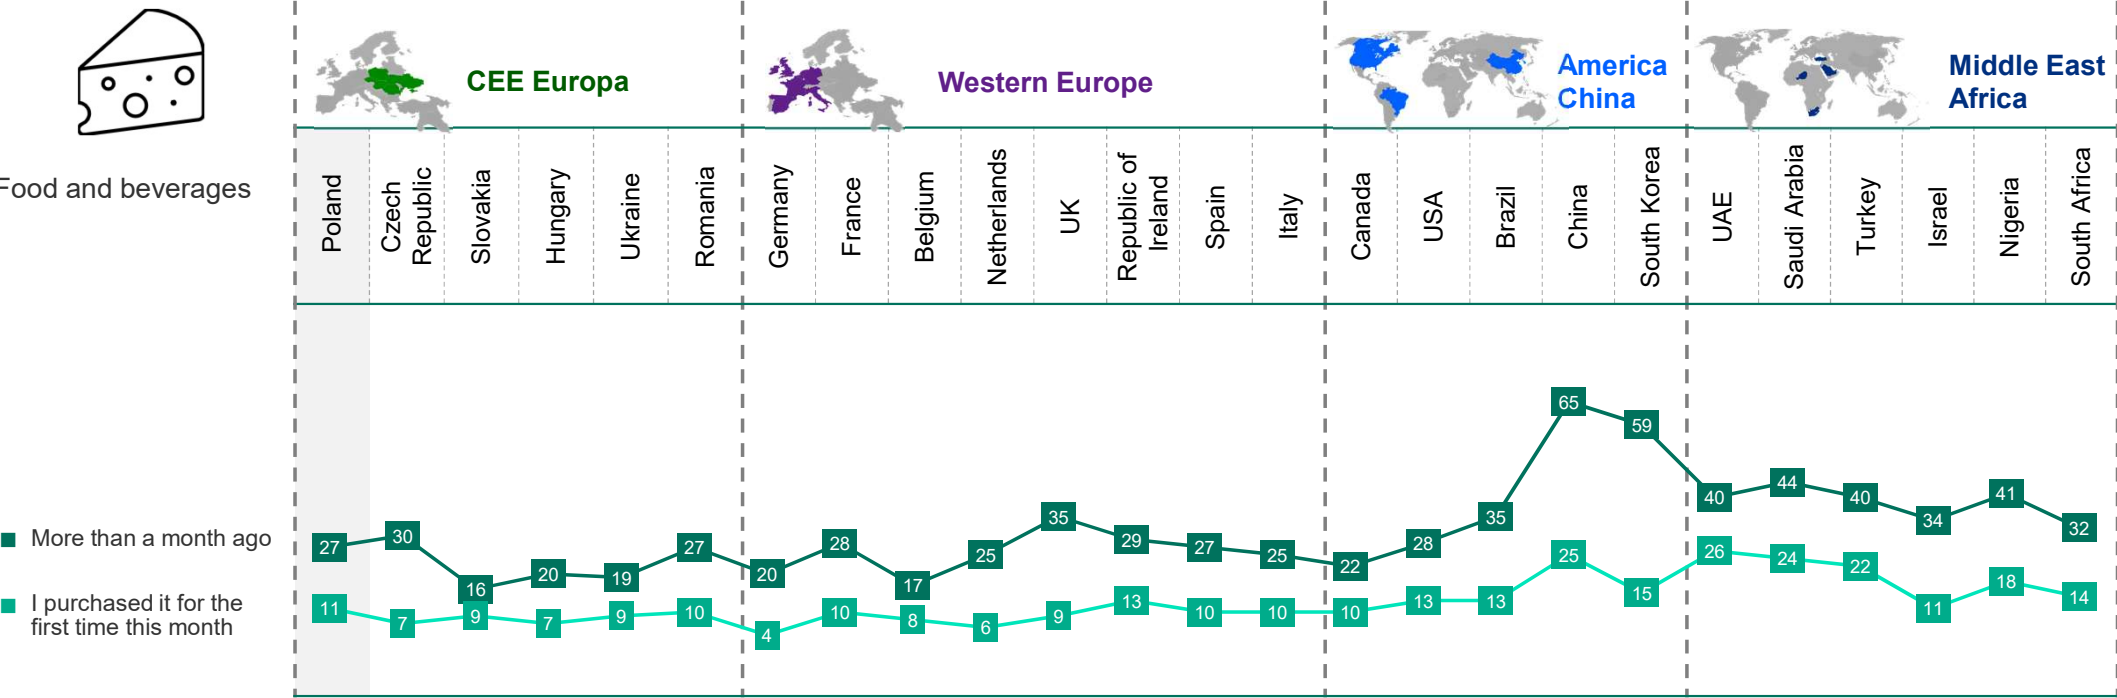 CEE Europa
Western Europe
America
China
Middle East
Africa
Food and beverages
Poland
Czech
Republic
Slovakia
Hungary
Ukraine
Romania
Germany
France
Belgium
Netherlands
UK
Republic of
Ireland
Spain
Italy
Canada
USA
Brazil
China
South Korea
UAE
Saudi Arabia
Turkey
Israel
Nigeria
South Africa
More than a month ago
27 30 16 20 19 27 20 28 17 25 35 29 27 25 22 28 35 65 59 40 44 40 34 41 32
I purchased it for the
first time this month
11 7 9 7 9 10 4 10 8 6 9 13 10 10 10 13 13 25 15 26 24 22 11 18 14